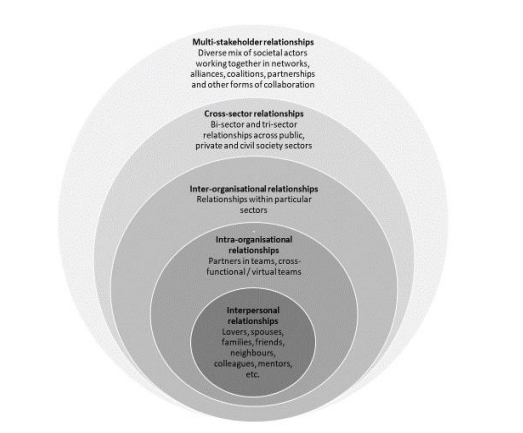 Multi-stakeholder relationships
Diverse mix of societal actors
working together in networks,
alliances, coalitions, partnerships
and other forms of collaboration
Cross-sector relationships
Bi-sector and tri-sector
relationships across public,
private and civil society sectors
Inter-organisational relationships
Relationships within particular
sectors
Intra-organisational
relationships
Partners in teams, cross-
functional / virtual teams
Interpersonal
relationships
Lovers, spouses,
families, friends,
neighbours,
colleagues, mentors,
etc.